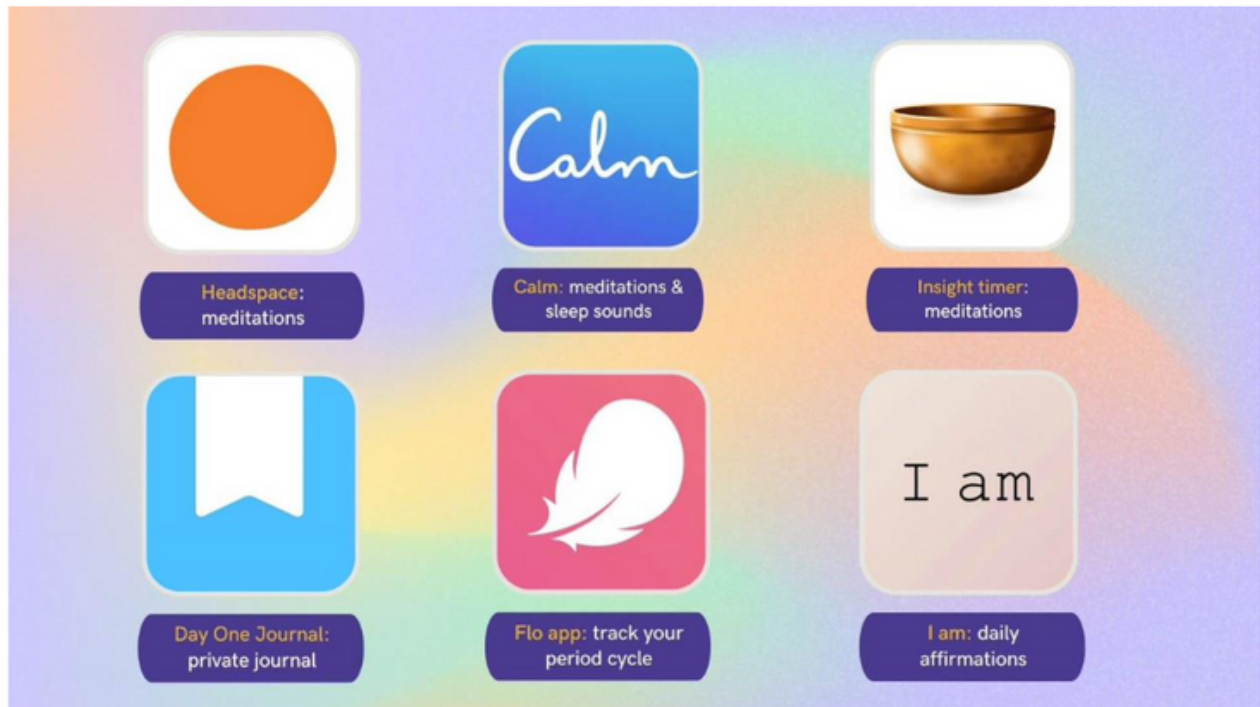 Calm
Headspace:
meditations
Calm: meditations &
sleep sounds
Insight timer:
meditations
I am
Day One Journal:
private journal
Flo app: track your
period cycle
I am: daily
affirmations